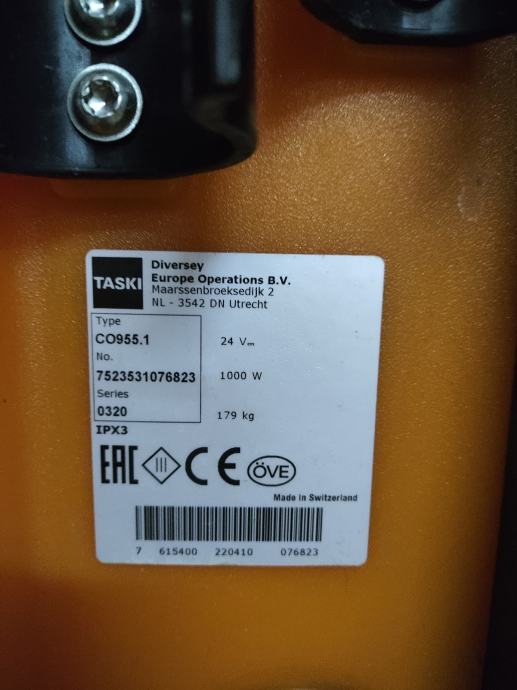 TASKI
Diversey
Europe Operations B.V.
Maarssenbroeksedijk 2
NL - 3542 DN Utrecht
Type
CO955.1 24 V⎓
No.
7523531076823 1000 W
Series
0320 179 kg
IPX3
EAC III CE ÖVE
Made in Switzerland
7 615400 220410 076823